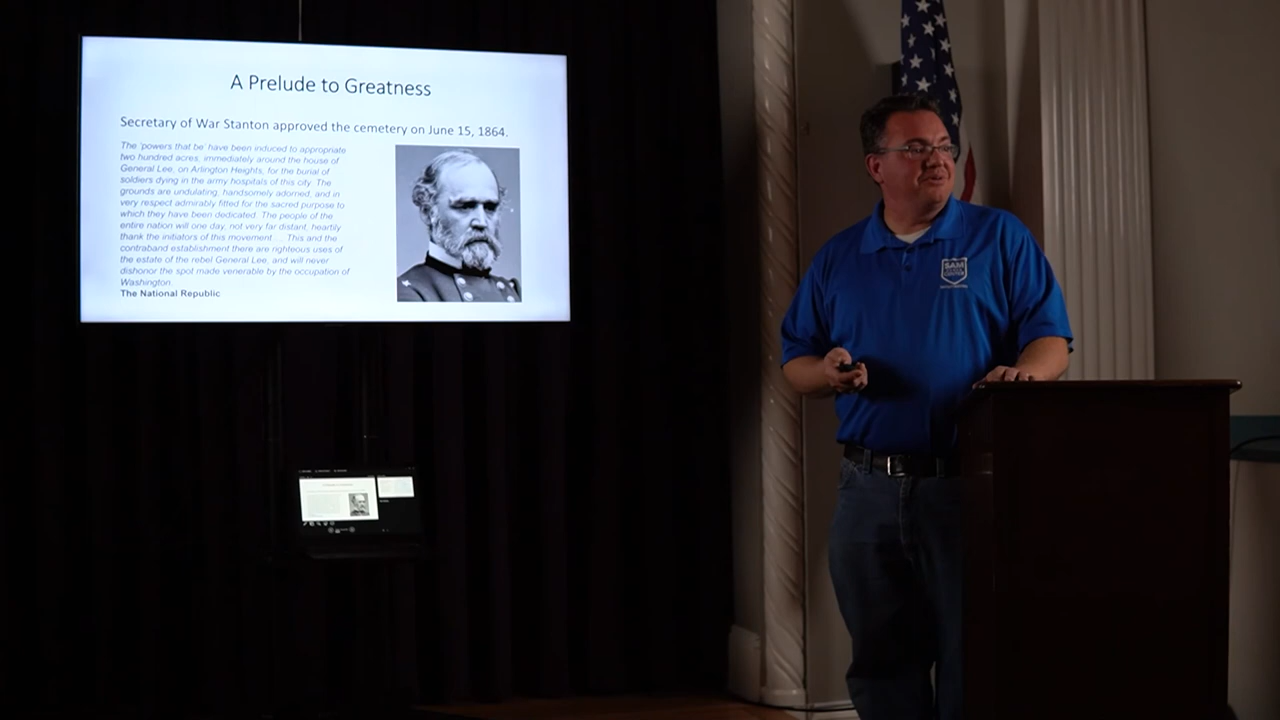 A Prelude to Greatness
Secretary of War Stanton approved the cemetery on June 15, 1864.
The 'powers that be' have been induced to appropriate
two hundred acres, immediately around the house of
General Lee, on Arlington Heights, for the burial of
soldiers dying in the army hospitals of this city. The
grounds are undulating, handsomely adorned, and in
very respect admirably fitted for the sacred purpose to
which they have been dedicated. The people of the
entire nation will one day, not very far distant, heartily
thank the initiators of this movement.... This and the
contraband establishment there are righteous uses of
the estate of the rebel General Lee, and will never
dishonor the spot made venerable by the occupation of
Washington.
The National Republic
SAM
CENTER